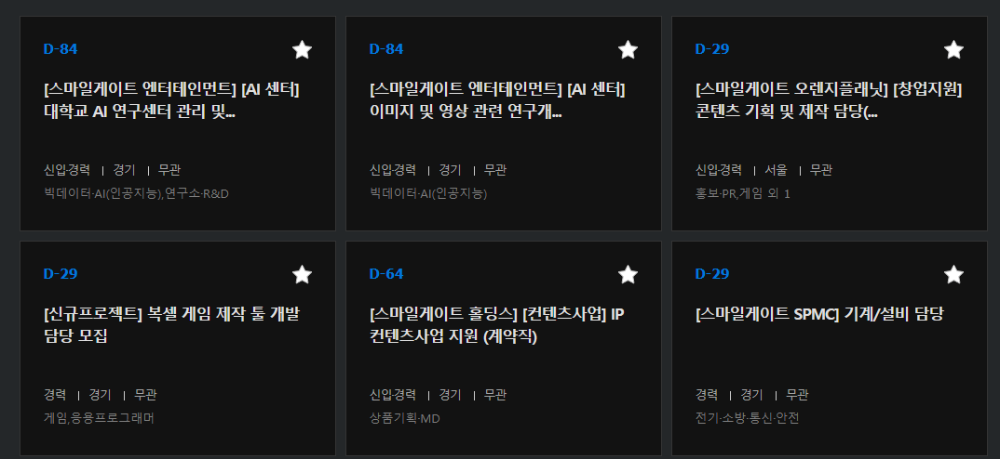 D-84
[스마일게이트 엔터테인먼트] [AI 센터]
대학교 AI 연구센터 관리 및...
신입·경력 | 경기 | 무관
빅데이터·AI(인공지능),연구소·R&D
D-84
[스마일게이트 엔터테인먼트] [AI 센터]
이미지 및 영상 관련 연구개...
신입·경력 | 경기 | 무관
빅데이터·AI(인공지능)
D-29
[스마일게이트 오렌지플래닛] [창업지원]
콘텐츠 기획 및 제작 담당(...
신입·경력 | 서울 | 무관
홍보·PR,게임 외 1
D-29
[신규프로젝트] 복셀 게임 제작 툴 개발
담당 모집
경력 | 경기 | 무관
게임,응용프로그래머
D-64
[스마일게이트 홀딩스] [컨텐츠사업] IP
컨텐츠사업 지원 (계약직)
신입·경력 | 경기 | 무관
상품기획·MD
D-29
[스마일게이트 SPMC] 기계/설비 담당
경력 | 경기 | 무관
전기·소방·통신·안전